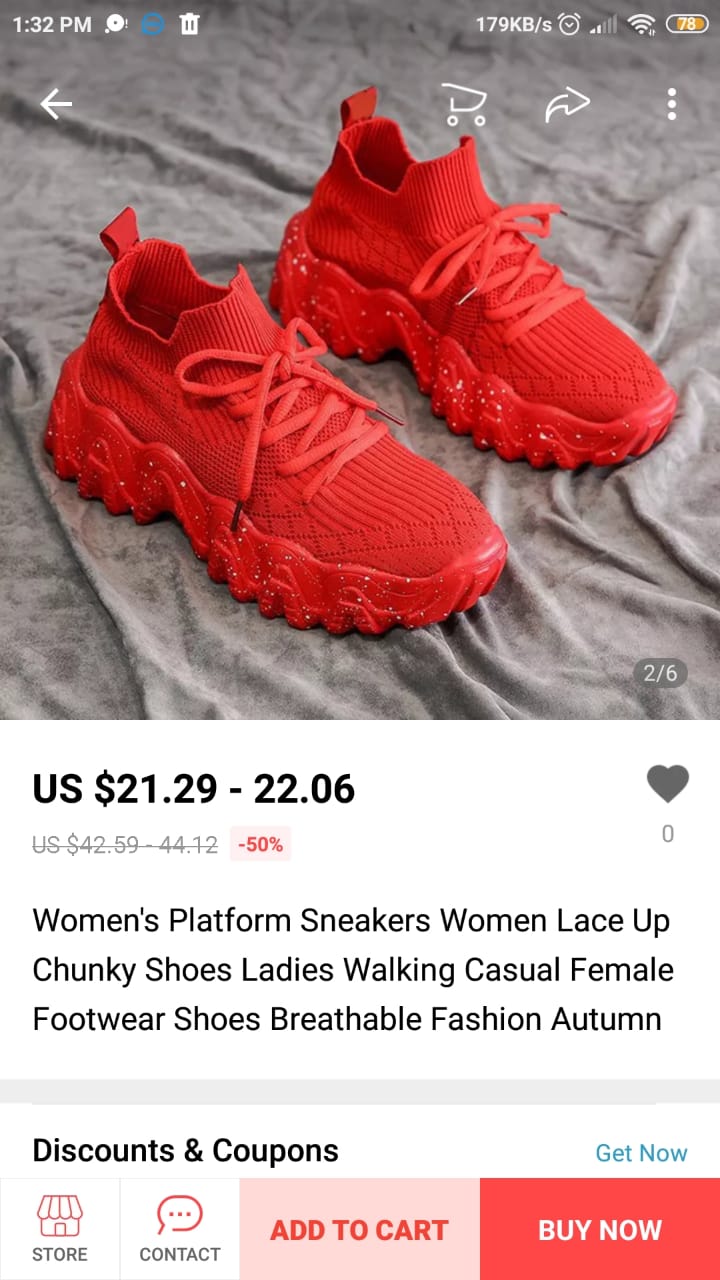 1:32 PM
179KB/s
78
2/6
US $21.29 - 22.06
US $42.59 - 44.12
-50%
0
Women's Platform Sneakers Women Lace Up
Chunky Shoes Ladies Walking Casual Female
Footwear Shoes Breathable Fashion Autumn
Discounts & Coupons
Get Now
STORE
CONTACT
ADD TO CART
BUY NOW